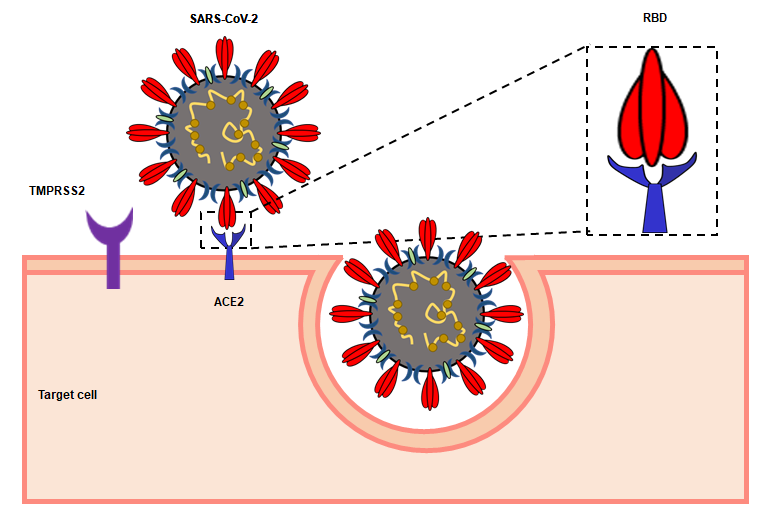 SARS-CoV-2
RBD
TMPRSS2
ACE2
Target cell